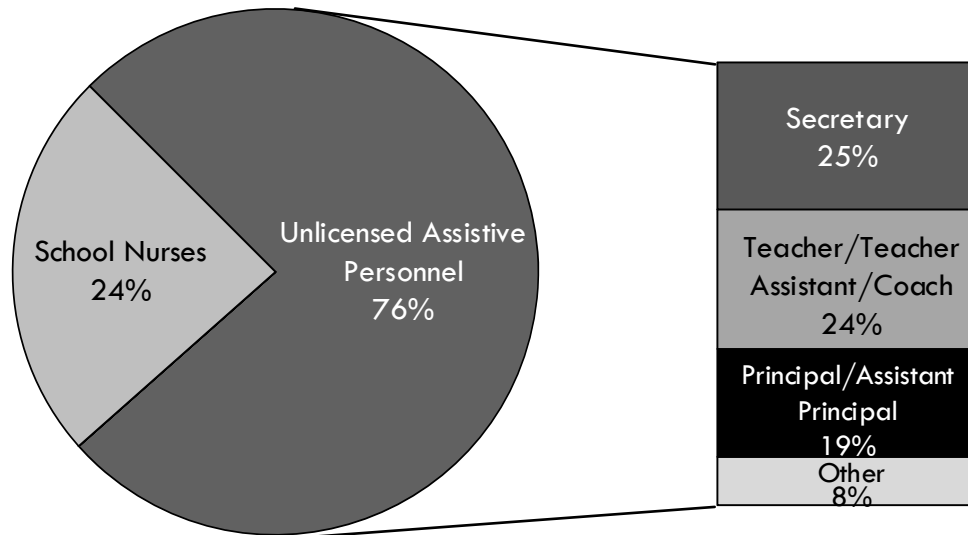 School Nurses
24%
Unlicensed Assistive
Personnel
76%
Secretary
25%
Teacher/Teacher
Assistant/Coach
24%
Principal/Assistant
Principal
19%
Other
8%